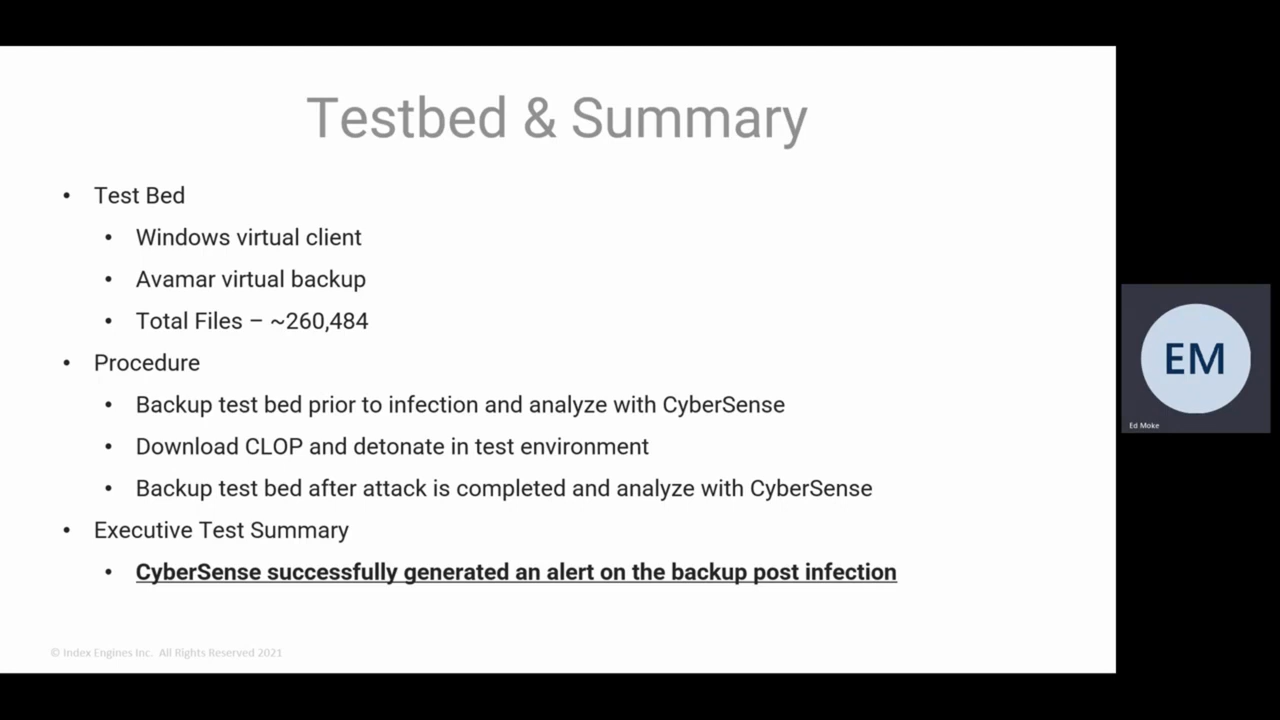 Testbed & Summary
• Test Bed
• Windows virtual client
• Avamar virtual backup
• Total Files – ~260,484
• Procedure
• Backup test bed prior to infection and analyze with CyberSense
• Download CLOP and detonate in test environment
• Backup test bed after attack is completed and analyze with CyberSense
• Executive Test Summary
• CyberSense successfully generated an alert on the backup post infection
© Index Engines Inc. All Rights Reserved 2021
EM
Ed Moke